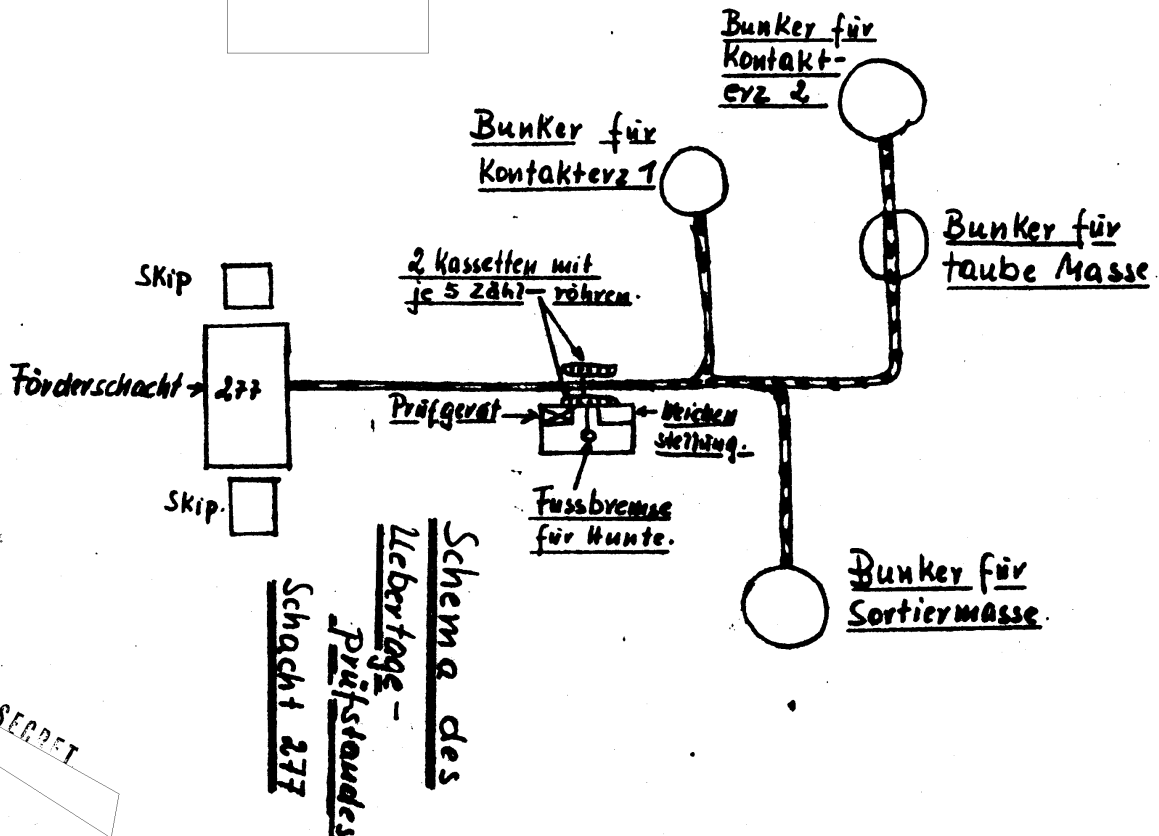 Bunker für
Kontakt-
erz 2
Bunker für
Kontakterz 1
Bunker für
taube Masse
2 Kassetten mit
je 5 Zähl- röhren.
Skip
Förderschacht
277
Prüfgerät
Weichen
stellung.
Skip.
Fussbremse
für Hunte.
Bunker für
Sortiermasse.
Schema des
Uebertage-
prüfstandes
Schacht 277
SECRET